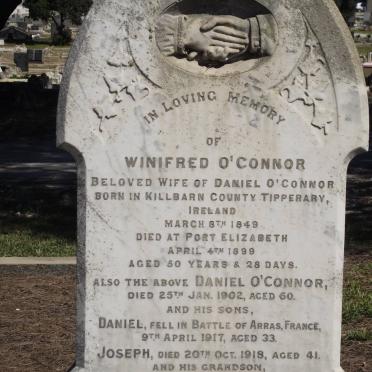 IN LOVING MEMORY
OF
WINIFRED O'CONNOR
BELOVED WIFE OF DANIEL O'CONNOR
BORN IN KILLBARN COUNTY TIPPERARY,
IRELAND
MARCH 8TH 1849
DIED AT PORT ELIZABETH
APRIL 4TH 1899
AGED 50 YEARS & 28 DAYS.
ALSO THE ABOVE DANIEL O'CONNOR,
DIED 25TH JAN. 1902, AGED 60.
AND HIS SONS,
DANIEL, FELL IN BATTLE OF ARRAS, FRANCE,
9TH APRIL 1917, AGED 33.
JOSEPH, DIED 20TH OCT. 1918, AGED 41.
AND HIS GRANDSON,